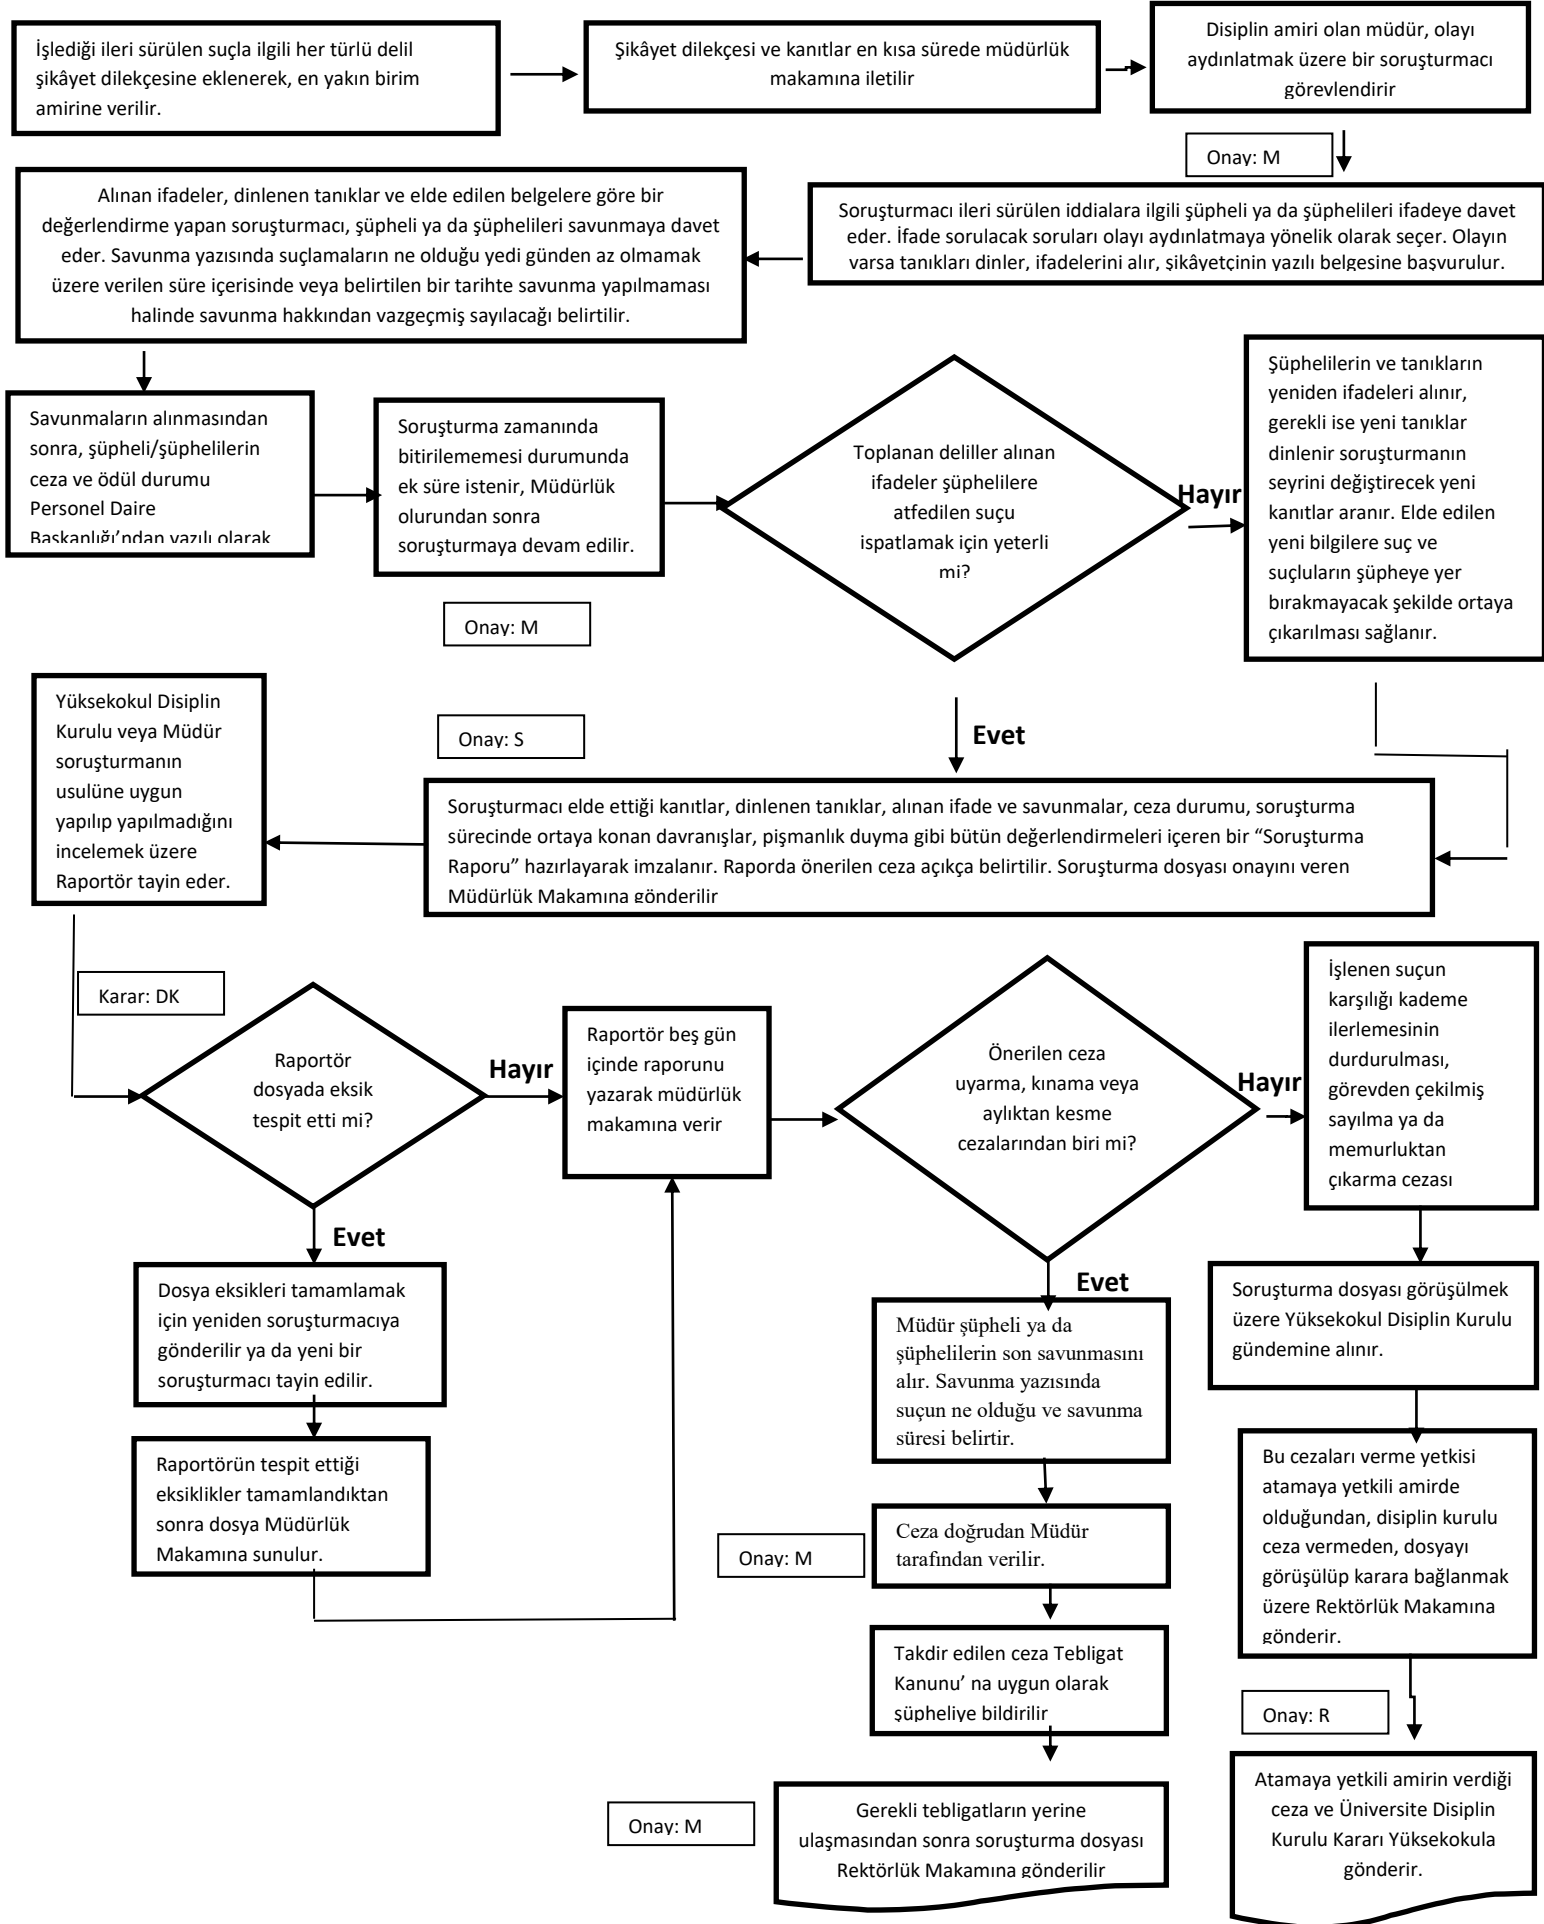 İşlediği ileri sürülen suçla ilgili her türlü delil
şikâyet dilekçesine eklenerek, en yakın birim
amirine verilir.
Şikâyet dilekçesi ve kanıtlar en kısa sürede müdürlük
makamına iletilir
Disiplin amiri olan müdür, olayı
aydınlatmak üzere bir soruşturmacı
görevlendirir
Onay: M
Soruşturmacı ileri sürülen iddialara ilgili şüpheli ya da şüphelileri ifadeye davet
eder. İfade sorulacak soruları olayı aydınlatmaya yönelik olarak seçer. Olayın
varsa tanıkları dinler, ifadelerini alır, şikâyetçinin yazılı belgesine başvurulur.
Alınan ifadeler, dinlenen tanıklar ve elde edilen belgelere göre bir
değerlendirme yapan soruşturmacı, şüpheli ya da şüphelileri savunmaya davet
eder. Savunma yazısında suçlamaların ne olduğu yedi günden az olmamak
üzere verilen süre içerisinde veya belirtilen bir tarihte savunma yapılmaması
halinde savunma hakkından vazgeçmiş sayılacağı belirtilir.
Savunmaların alınmasından
sonra, şüpheli/şüphelilerin
ceza ve ödül durumu
Personel Daire
Başkanlığı’ndan yazılı olarak
Soruşturma zamanında
bitirilememesi durumunda
ek süre istenir, Müdürlük
olurundan sonra
soruşturmaya devam edilir.
Onay: M
Toplanan deliller alınan
ifadeler şüphelilere
atfedilen suçu
ispatlamak için yeterli
mi?
Hayır
Şüphelilerin ve tanıkların
yeniden ifadeleri alınır,
gerekli ise yeni tanıklar
dinlenir soruşturmanın
seyrini değiştirecek yeni
kanıtlar aranır. Elde edilen
yeni bilgilere suç ve
suçluların şüpheye yer
bırakmayacak şekilde ortaya
çıkarılması sağlanır.
Evet
Onay: S
Soruşturmacı elde ettiği kanıtlar, dinlenen tanıklar, alınan ifade ve savunmalar, ceza durumu, soruşturma
sürecinde ortaya konan davranışlar, pişmanlık duyma gibi bütün değerlendirmeleri içeren bir “Soruşturma
Raporu” hazırlayarak imzalanır. Raporda önerilen ceza açıkça belirtilir. Soruşturma dosyası onayını veren
Müdürlük Makamına gönderilir
Yüksekokul Disiplin
Kurulu veya Müdür
soruşturmanın
usulüne uygun
yapılıp yapılmadığını
incelemek üzere
Raportör tayin eder.
Karar: DK
Raportör
dosyada eksik
tespit etti mi?
Hayır
Evet
Dosya eksikleri tamamlamak
için yeniden soruşturmacıya
gönderilir ya da yeni bir
soruşturmacı tayin edilir.
Raportörün tespit ettiği
eksiklikler tamamlandıktan
sonra dosya Müdürlük
Makamına sunulur.
Raportör beş gün
içinde raporunu
yazarak müdürlük
makamına verir
Önerilen ceza
uyarma, kınama veya
aylıktan kesme
cezalarından biri mi?
Hayır
Evet
Müdür şüpheli ya da
şüphelilerin son savunmasını
alır. Savunma yazısında
suçun ne olduğu ve savunma
süresi belirtir.
Ceza doğrudan Müdür
tarafından verilir.
Onay: M
Takdir edilen ceza Tebligat
Kanunu’ na uygun olarak
şüpheliye bildirilir
Onay: M
Gerekli tebligatların yerine
ulaşmasından sonra soruşturma dosyası
Rektörlük Makamına gönderilir
İşlenen suçun
karşılığı kademe
ilerlemesinin
durdurulması,
görevden çekilmiş
sayılma ya da
memurluktan
çıkarma cezası
Soruşturma dosyası görüşülmek
üzere Yüksekokul Disiplin Kurulu
gündemine alınır.
Bu cezaları verme yetkisi
atamaya yetkili amirde
olduğundan, disiplin kurulu
ceza vermeden, dosyayı
görüşülüp karara bağlanmak
üzere Rektörlük Makamına
gönderir.
Onay: R
Atamaya yetkili amirin verdiği
ceza ve Üniversite Disiplin
Kurulu Kararı Yüksekokula
gönderir.